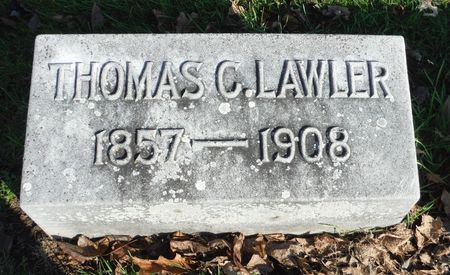 THOMAS C. LAWLER
1857 — 1908